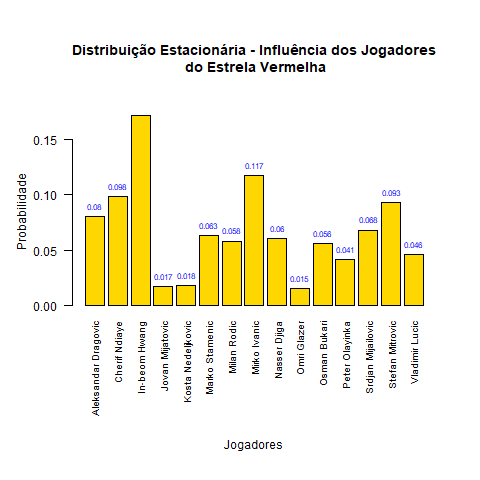 Distribuição Estacionária - Influência dos Jogadores
do Estrela Vermelha
Probabilidade
0.15
0.10
0.05
0.00
0.08
0.098
0.017
0.018
0.063
0.058
0.117
0.06
0.015
0.056
0.041
0.068
0.093
0.046
Aleksandar Dragovic
Cherif Ndiaye
In-beom Hwang
Jovan Mijatovic
Kosta Nedeljkovic
Marko Stamenic
Milan Rodic
Mirko Ivanic
Nasser Djiga
Omri Glazer
Osman Bukari
Peter Olayinka
Srdjan Mijailovic
Stefan Mitrovic
Vladimir Lucic
Jogadores